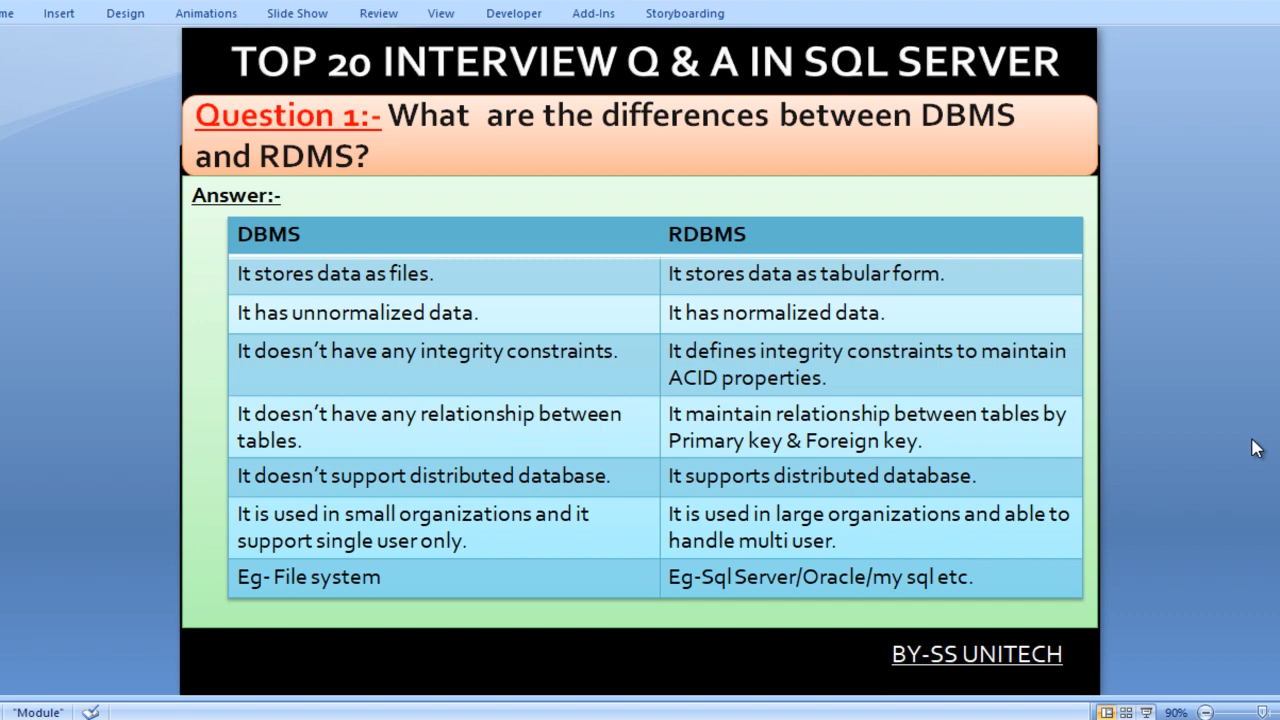 me Insert Design Animations Slide Show Review View Developer Add-Ins Storyboarding
TOP 20 INTERVIEW Q & A IN SQL SERVER
Question 1:- What are the differences between DBMS
and RDMS?
Answer:-
DBMS RDBMS
It stores data as files. It stores data as tabular form.
It has unnormalized data. It has normalized data.
It doesn't have any integrity constraints. It defines integrity constraints to maintain
ACID properties.
It doesn't have any relationship between
tables.
It maintain relationship between tables by
Primary key & Foreign key.
It doesn't support distributed database. It supports distributed database.
It is used in small organizations and it
support single user only.
It is used in large organizations and able to
handle multi user.
Eg- File system Eg-Sql Server/Oracle/my sql etc.
BY-SS UNITECH
"Module" 90%